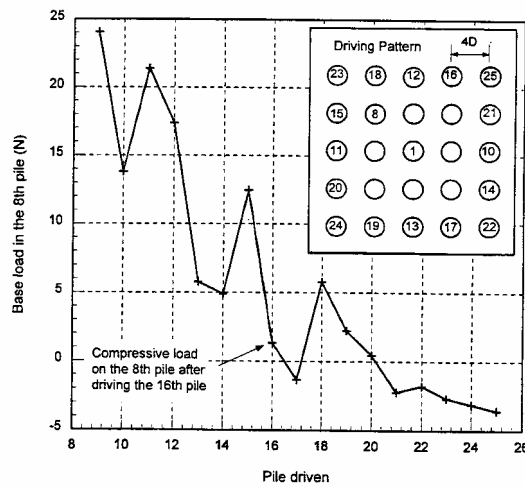 25
20
15
10
5
0
-5
Base load in the 8th pile (N)
8 10 12 14 16 18 20 22 24 26
Pile driven
Compressive load
on the 8th pile after
driving the 16th pile
Driving Pattern 4D
23 18 12 16 25
15 8 21
11 1 10
20 14
24 19 13 17 22